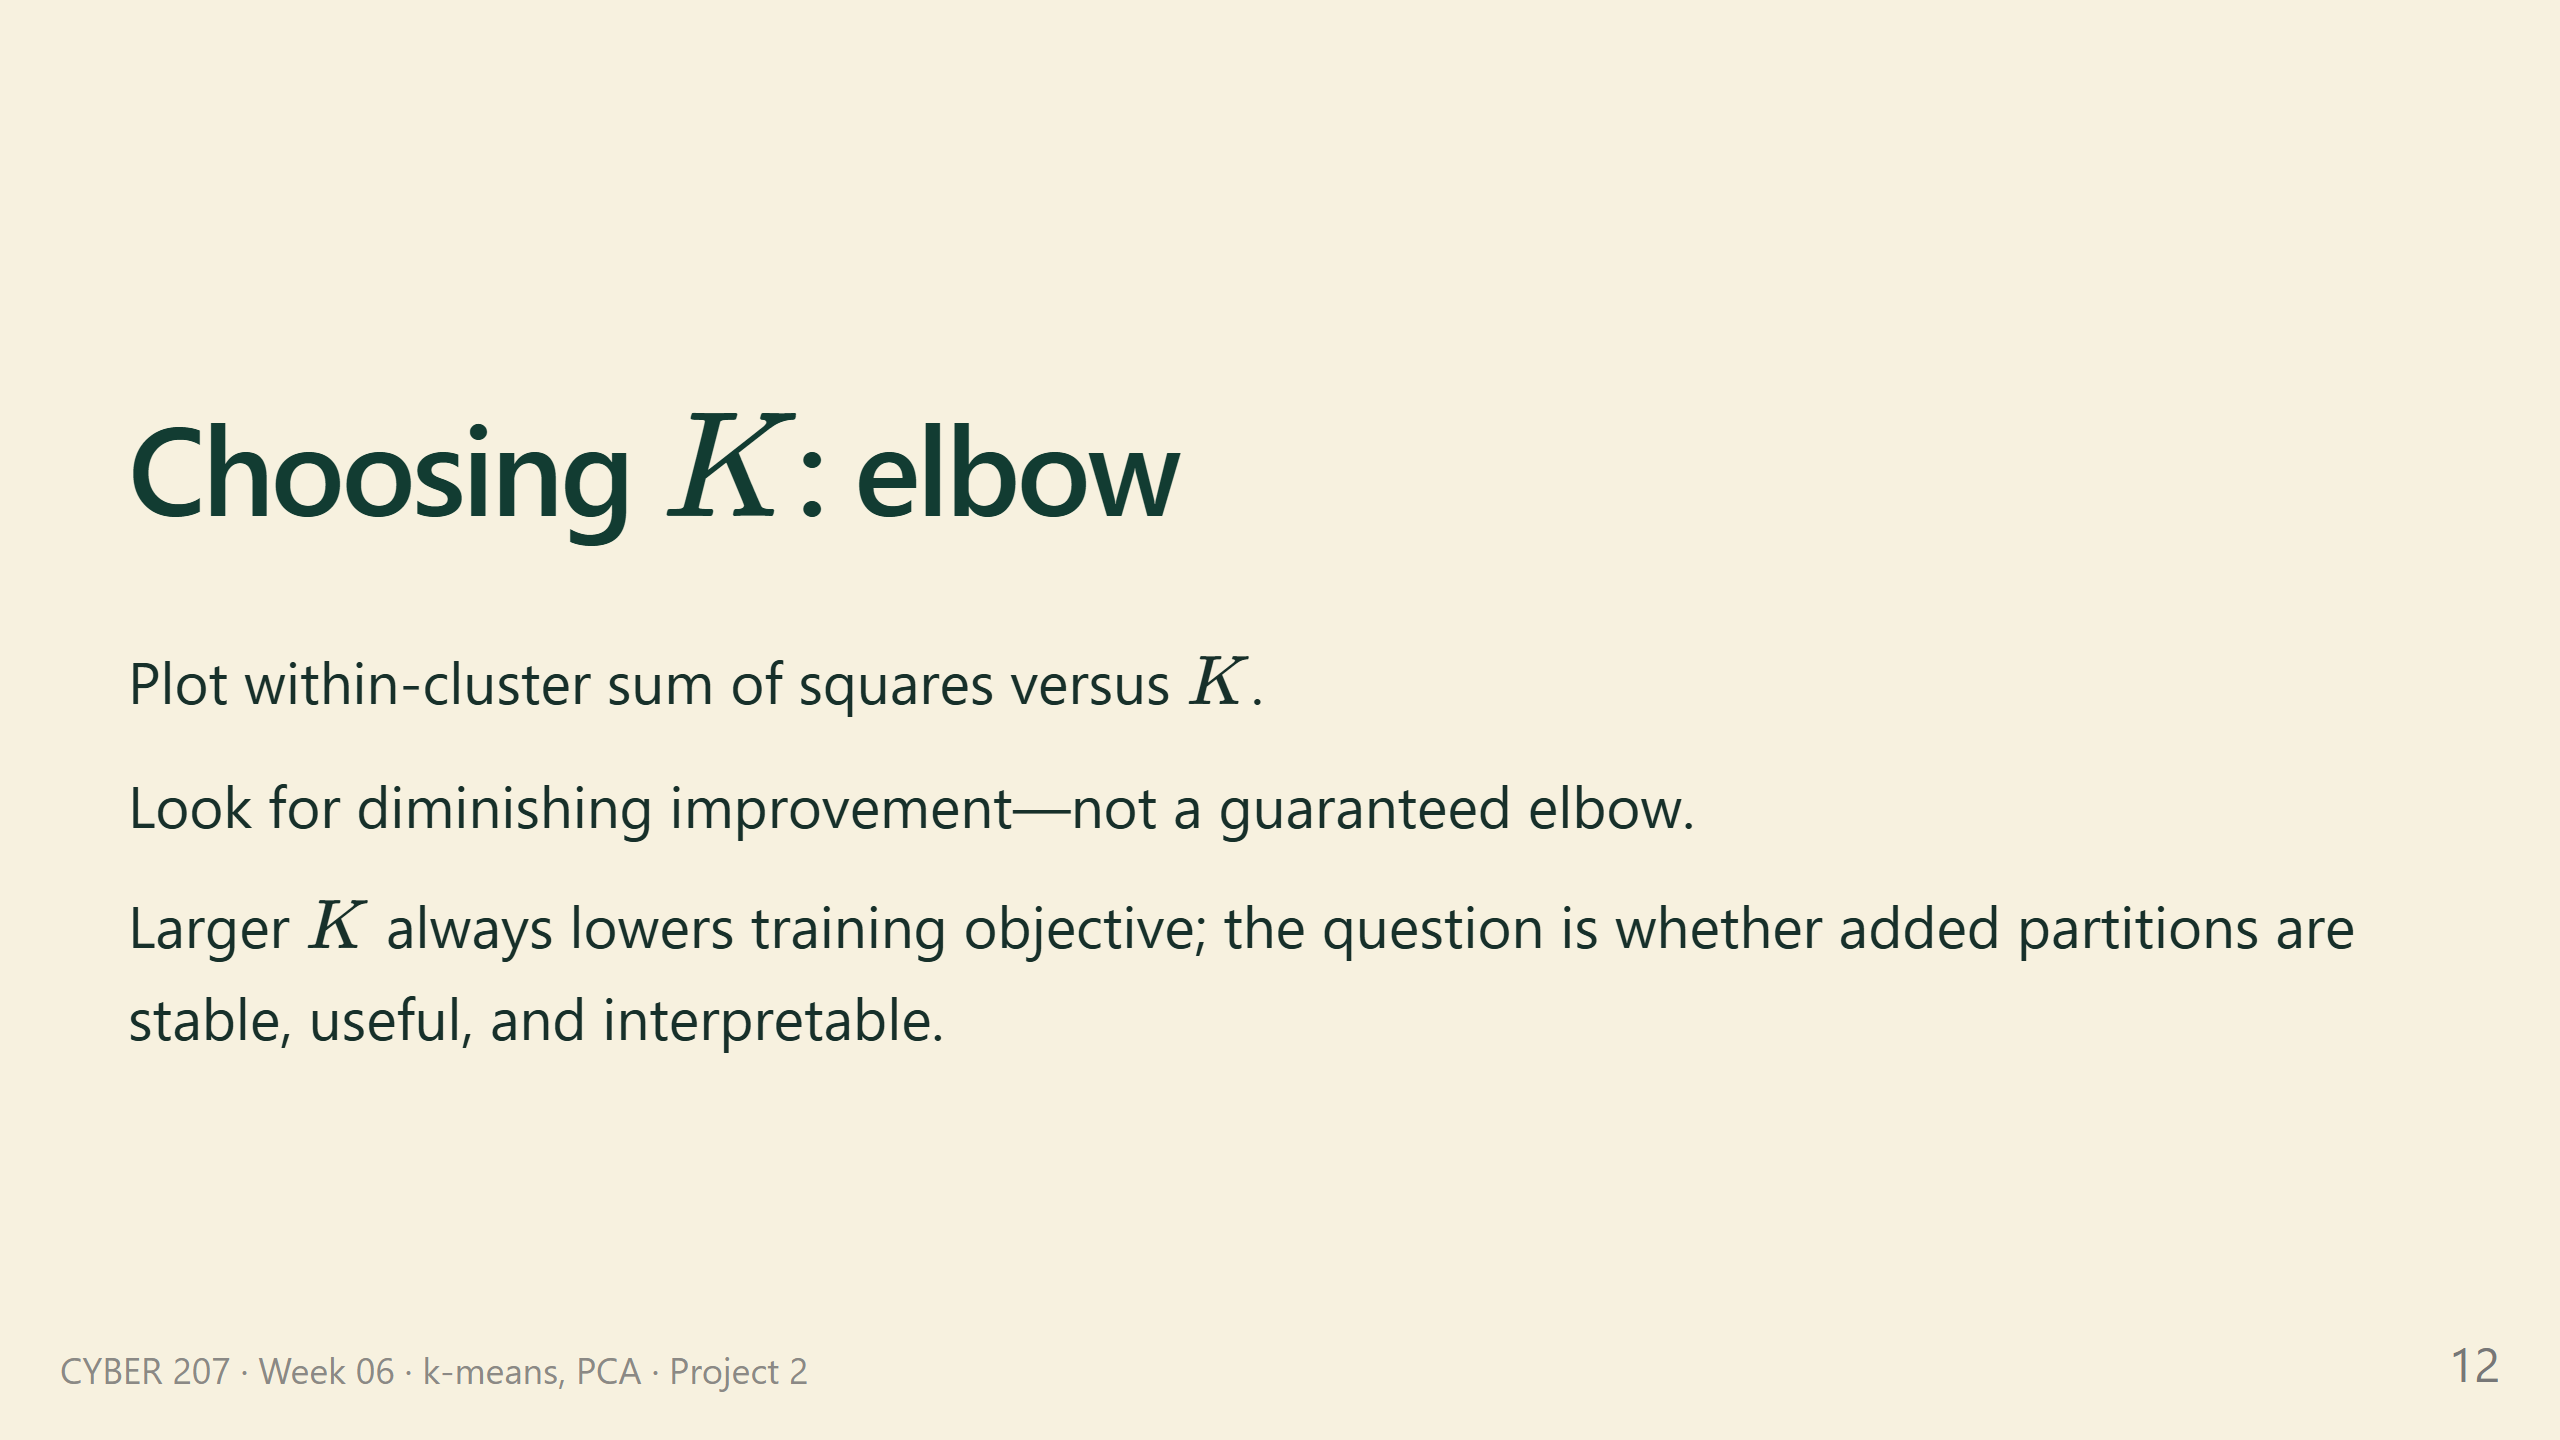 Choosing K: elbow
Plot within-cluster sum of squares versus K.
Look for diminishing improvement—not a guaranteed elbow.
Larger K always lowers training objective; the question is whether added partitions are
stable, useful, and interpretable.
CYBER 207 · Week 06 · k-means, PCA · Project 2
12